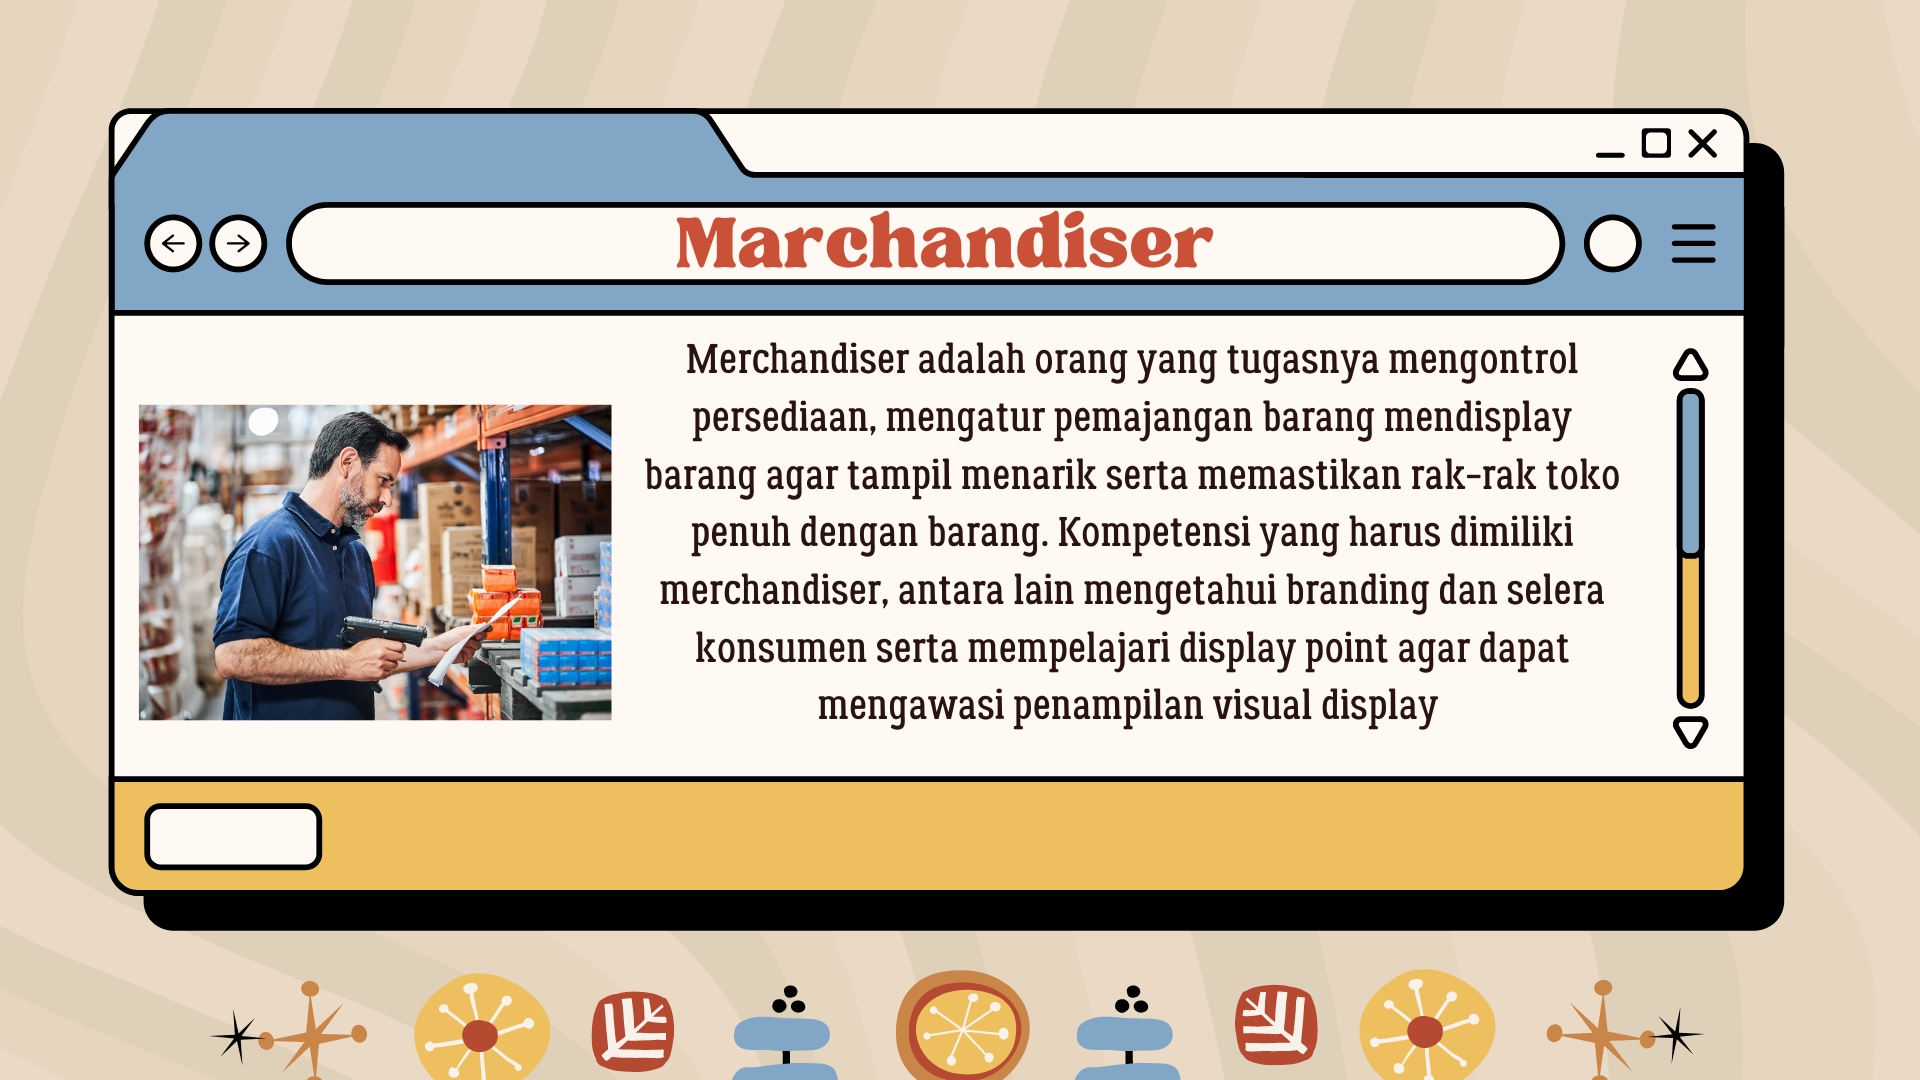 Marchandiser
Merchandiser adalah orang yang tugasnya mengontrol
persediaan, mengatur pemajangan barang mendisplay
barang agar tampil menarik serta memastikan rak-rak toko
penuh dengan barang. Kompetensi yang harus dimiliki
merchandiser, antara lain mengetahui branding dan selera
konsumen serta mempelajari display point agar dapat
mengawasi penampilan visual display